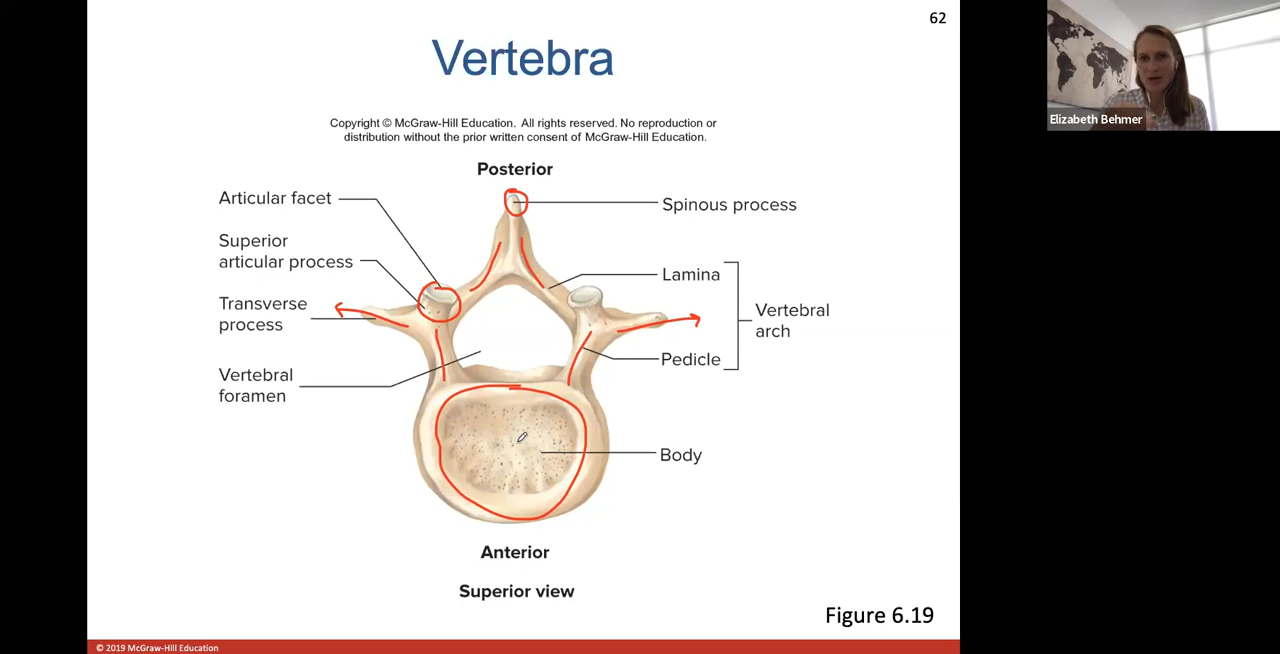 62
Vertebra
Copyright © McGraw-Hill Education. All rights reserved. No reproduction or
distribution without the prior written consent of McGraw-Hill Education.
Posterior
Articular facet
Spinous process
Superior
articular process
Lamina
Transverse
process
Vertebral
arch
Pedicle
Vertebral
foramen
Body
Anterior
Superior view
Figure 6.19
© 2019 McGraw-Hill Education
Elizabeth Behmer